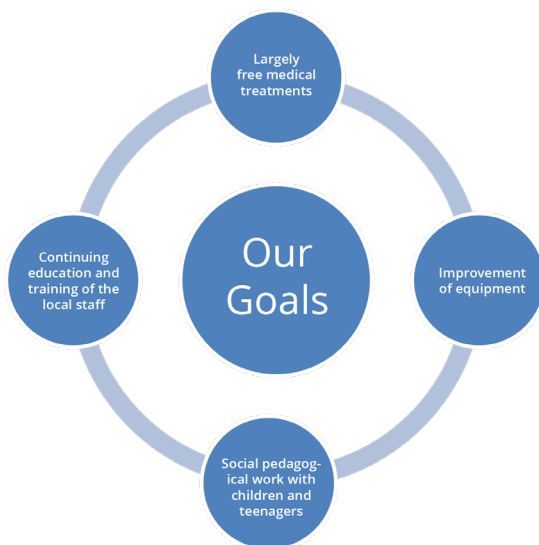 Largely
free medical
treatments
Our
Goals
Continuing
education and
training of the
local staff
Improvement
of equipment
Social pedagog-
ical work with
children and
teenagers